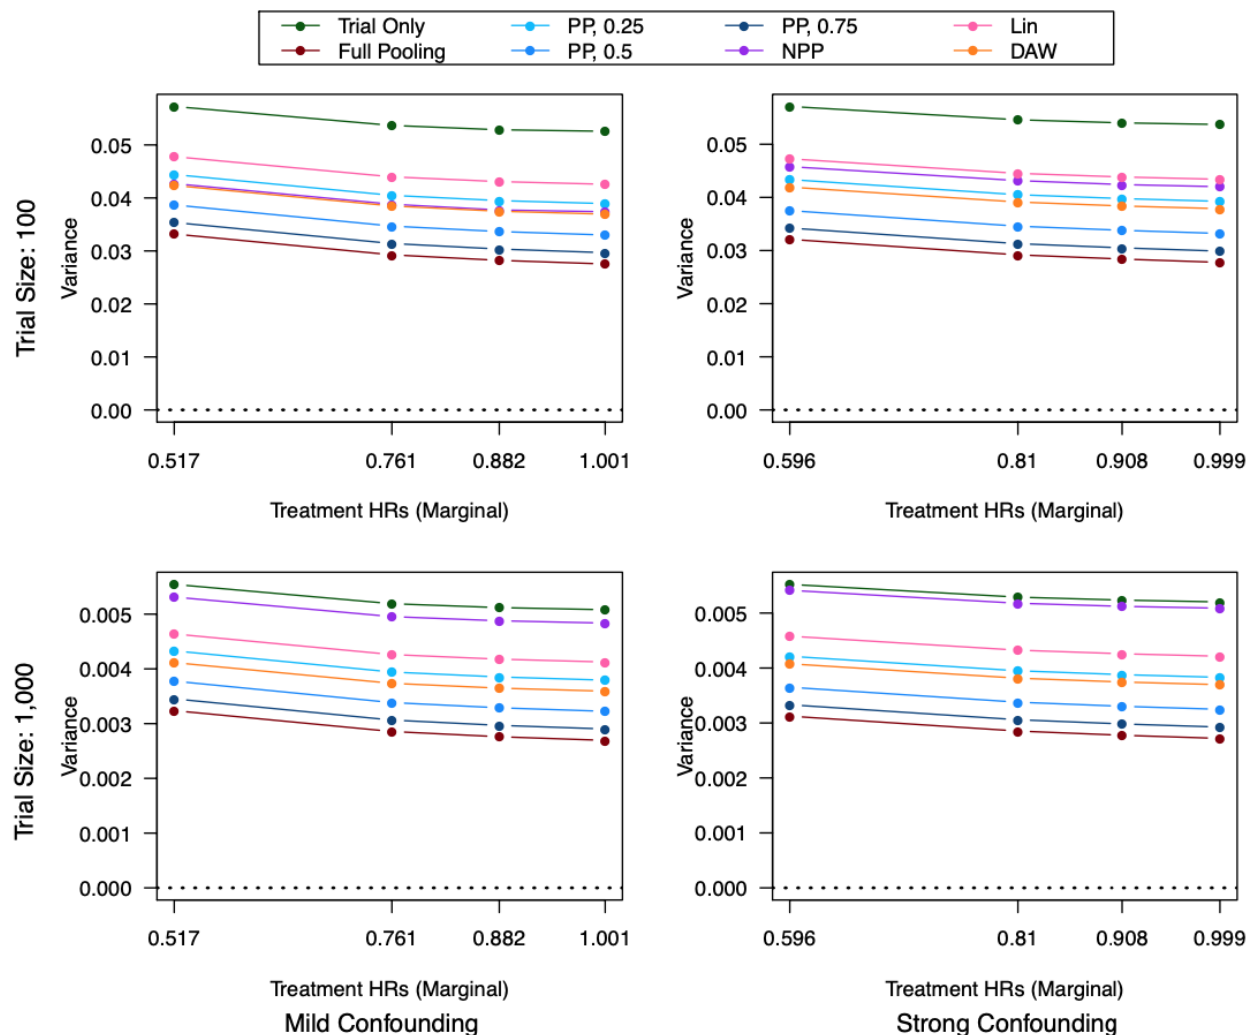 Trial Only PP, 0.25 PP, 0.75 Lin
Full Pooling PP, 0.5 NPP DAW
Trial Size: 100
Variance
0.05
0.04
0.03
0.02
0.01
0.00
0.517 0.761 0.882 1.001
Treatment HRs (Marginal)
Variance
0.05
0.04
0.03
0.02
0.01
0.00
0.596 0.81 0.908 0.999
Treatment HRs (Marginal)
Trial Size: 1,000
Variance
0.005
0.004
0.003
0.002
0.001
0.000
0.517 0.761 0.882 1.001
Treatment HRs (Marginal)
Mild Confounding
Variance
0.005
0.004
0.003
0.002
0.001
0.000
0.596 0.81 0.908 0.999
Treatment HRs (Marginal)
Strong Confounding